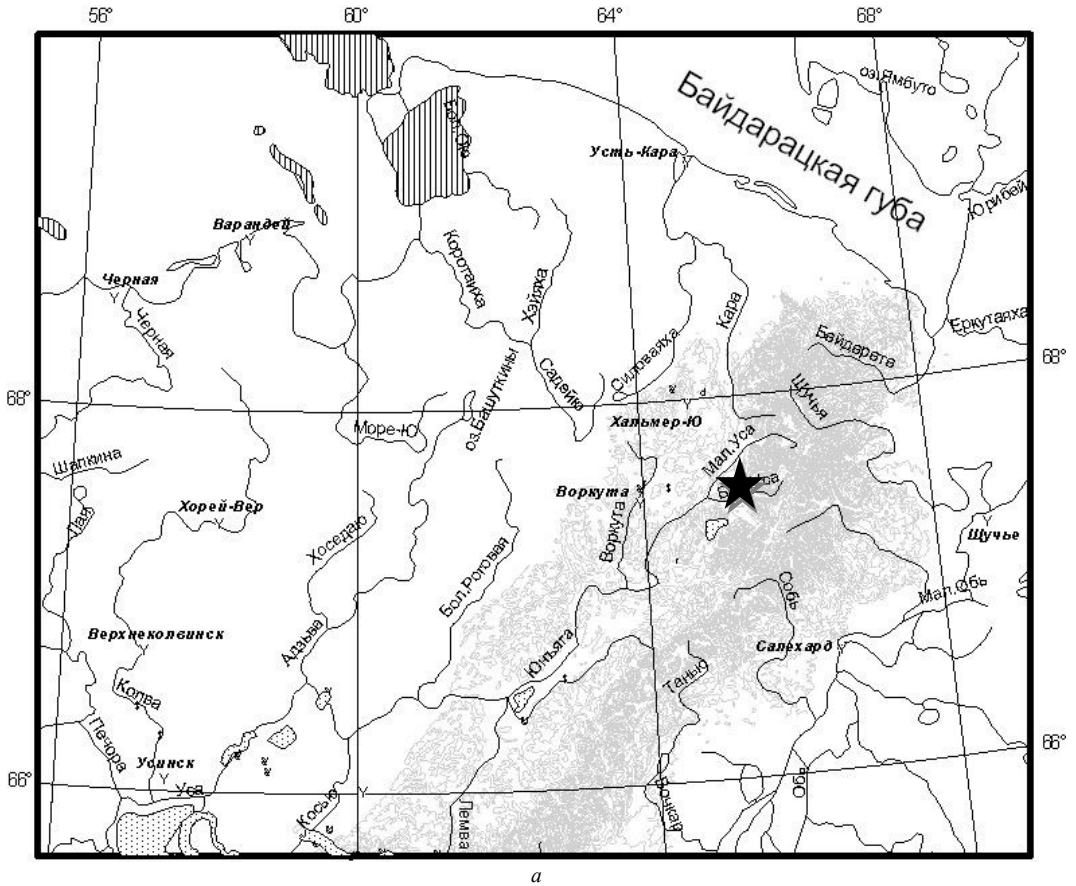 56°
60°
64°
68°
оз.Ямбуто
Байдарацкая губа
Усть-Кара
Юрибей
Варандей
Коротаиха
Хэйяха
Черная
Черная
Кара
Еркутаяха
Байдарата
68°
Силоваяха
Садейю
Щучья
68°
оз.Башуткины
Море-Ю
Хальмер-Ю
Мал.Уса
Шапкина
Воркута
Хорей-Вер
Лая
Хоседаю
Воркута
Щучье
Бол.Роговая
Собь
Мал.Обь
Адзьва
Верхнеколвинск
Юньяга
Салехард
Танью
Колва
Печора
66°
Усинск
66°
Уса
Обь
Косью
Лемва
а